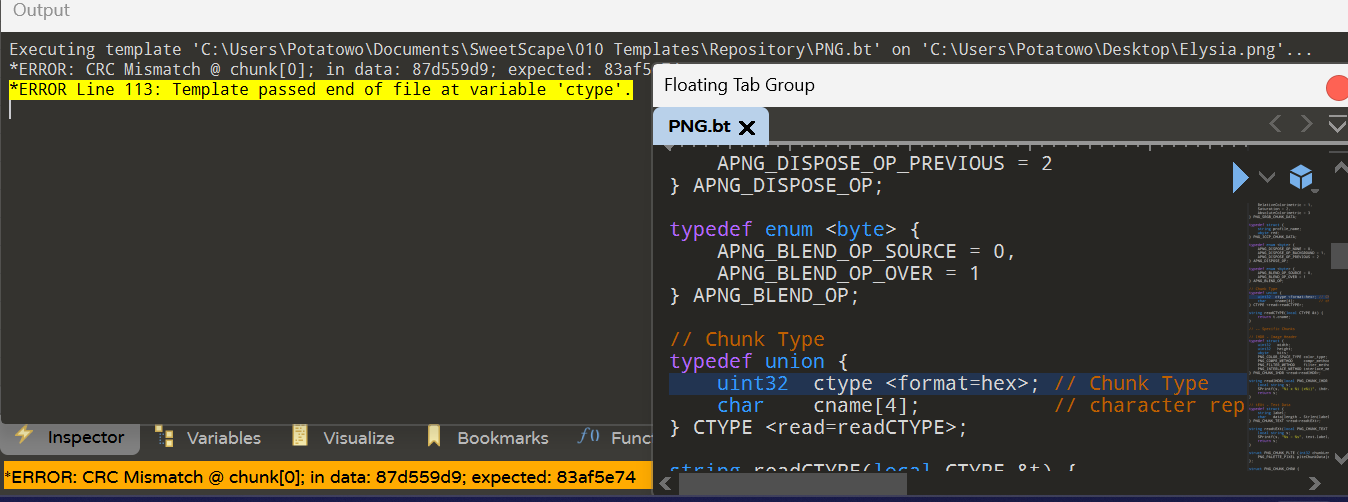 Output
Executing template 'C:\Users\Potatowo\Documents\SweetScape\010 Templates\Repository\PNG.bt' on 'C:\Users\Potatowo\Desktop\Elysia.png'...
*ERROR: CRC Mismatch @ chunk[0]; in data: 87d559d9; expected: 83af5
*ERROR Line 113: Template passed end of file at variable 'ctype'.
Floating Tab Group
PNG.bt
APNG_DISPOSE_OP_PREVIOUS = 2
} APNG_DISPOSE_OP;
typedef enum <byte> {
APNG_BLEND_OP_SOURCE = 0,
APNG_BLEND_OP_OVER = 1
} APNG_BLEND_OP;
// Chunk Type
typedef union {
uint32 ctype <format=hex>; // Chunk Type
char cname[4]; // character rep
} CTYPE <read=readCTYPE>;
string readCTYPE(local CTYPE &t) {
Inspector
Variables
Visualize
Bookmarks
f() Func
*ERROR: CRC Mismatch @ chunk[0]; in data: 87d559d9; expected: 83af5e74